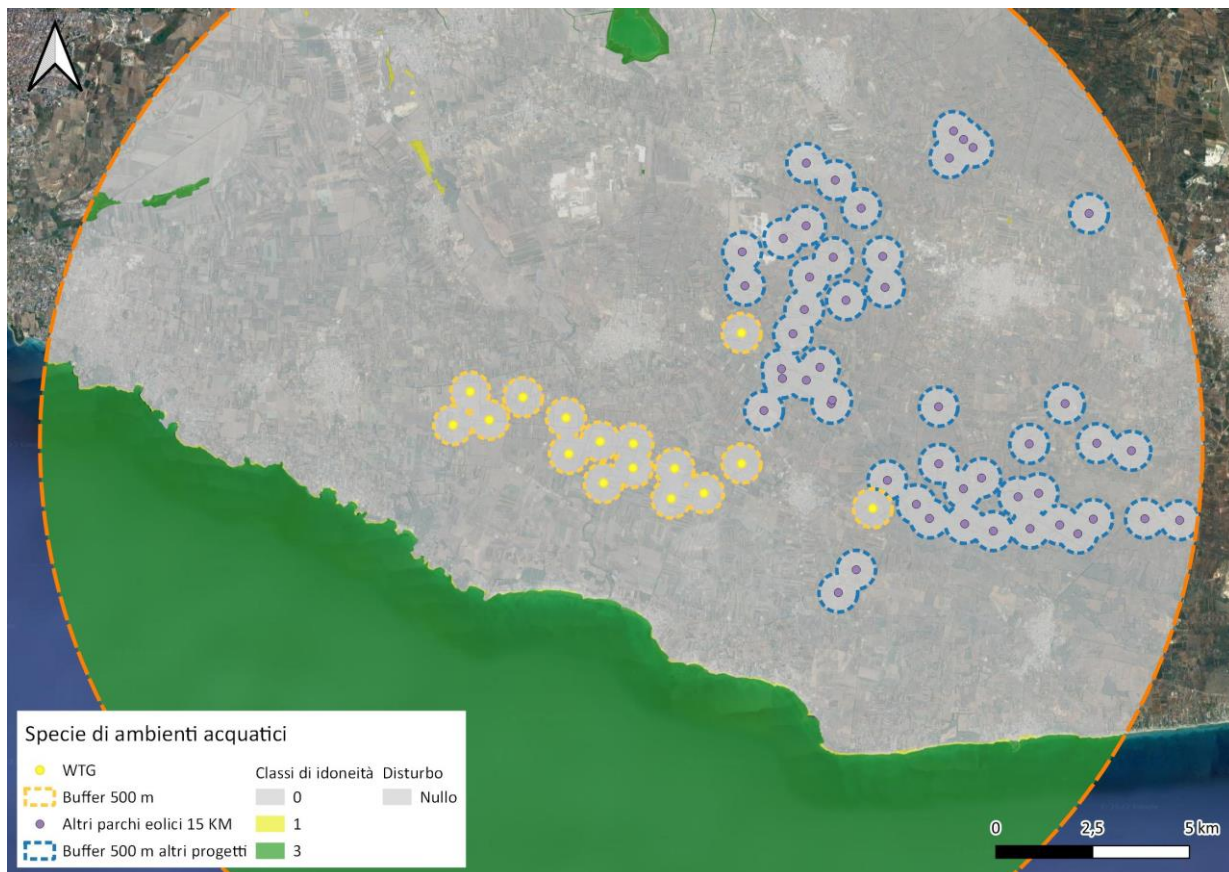 Specie di ambienti acquatici
WTG
Buffer 500 m
Altri parchi eolici 15 KM
Buffer 500 m altri progetti
Classi di idoneità
0
1
3
Disturbo
Nullo
0 2,5 5 km